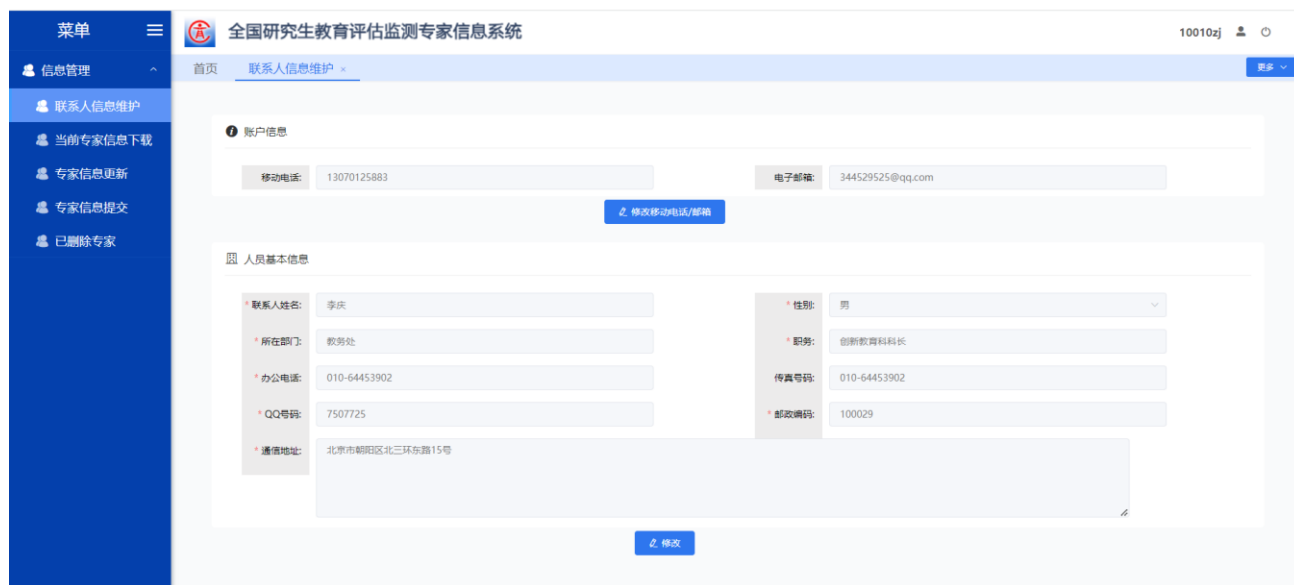 菜单
全国研究生教育评估监测专家信息系统
10010zj
信息管理
首页 联系人信息维护 ×
更多
联系人信息维护
当前专家信息下载
专家信息更新
专家信息提交
已删除专家
账户信息
移动电话: 13070125883 电子邮箱: 344529525@qq.com
修改移动电话/邮箱
人员基本信息
* 联系人姓名: 李庆 * 性别: 男
* 所在部门: 教务处 * 职务: 创新教育科科长
* 办公电话: 010-64453902 传真号码: 010-64453902
* QQ号码: 7507725 * 邮政编码: 100029
* 通信地址: 北京市朝阳区北三环东路15号
修改